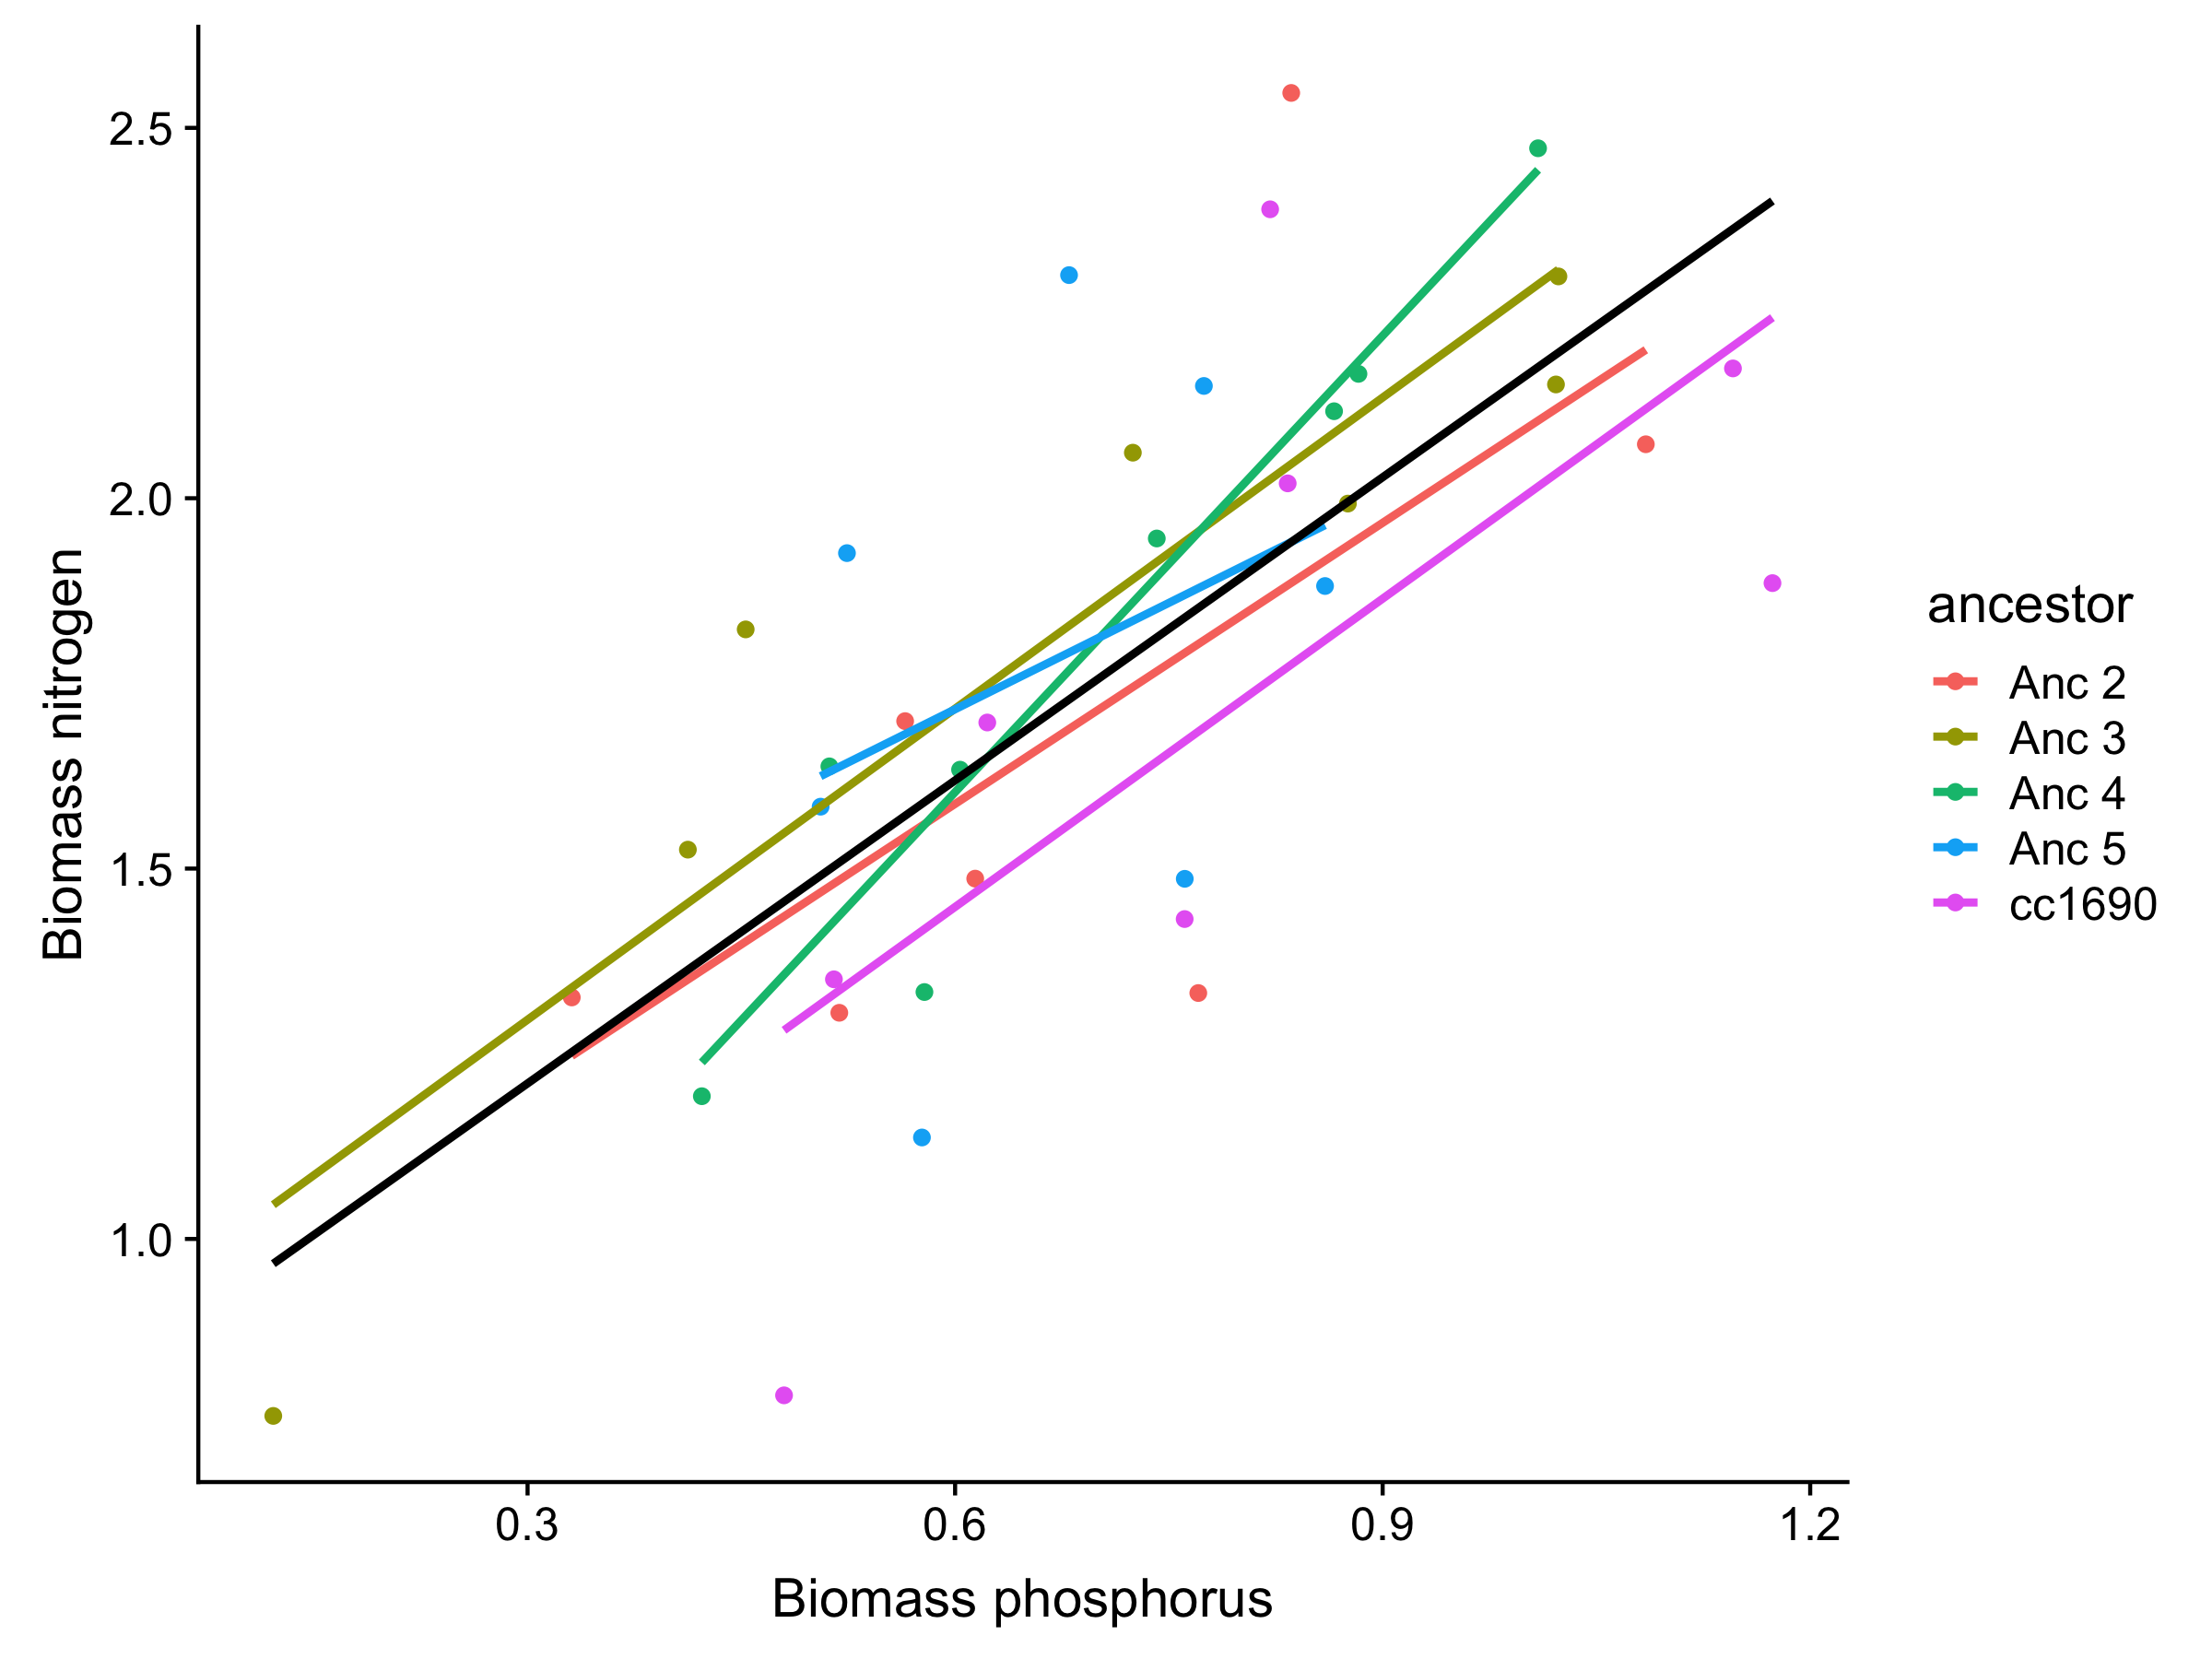 2.5
2.0
1.5
1.0
Biomass nitrogen
0.3 0.6 0.9 1.2
Biomass phosphorus
ancestor
Anc 2
Anc 3
Anc 4
Anc 5
cc1690